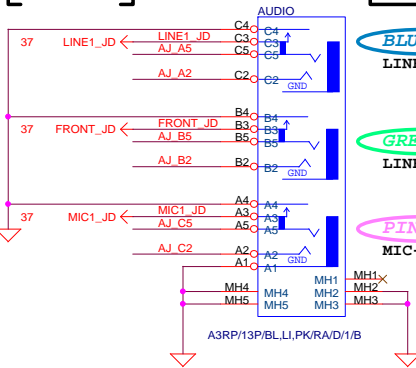 AUDIO
C4 C4
37 LINE1_JD LINE1_JD C3 C3
AJ_A5 C5 C5
AJ_A2 C2 C2
GND
BLU
LINE
B4 B4
37 FRONT_JD FRONT_JD B3 B3
AJ_B5 B5 B5
AJ_B2 B2 B2
GND
GRE
LINE
A4 A4
37 MIC1_JD MIC1_JD A3 A3
AJ_C5 A5 A5
AJ_C2 A2 A2
GND
A1 A1
PIN
MIC-
MH1 MH1
MH4 MH4 MH2 MH2
MH5 MH5 MH3 MH3
A3RP/13P/BL,LI,PK/RA/D/1/B